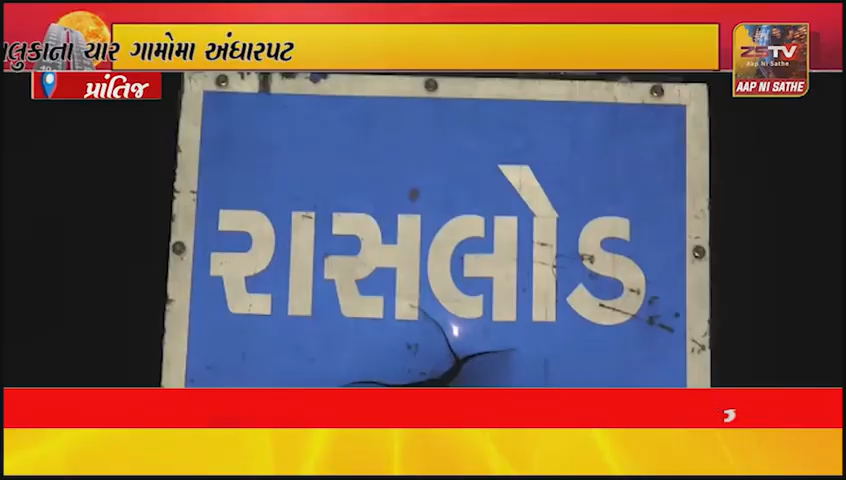 લુકાના ચાર ગામોમા અંધારપટ
પ્રાંતિજ
ZSTV
Aap Ni Sathe
AAP NI SATHE
રાસલોડ